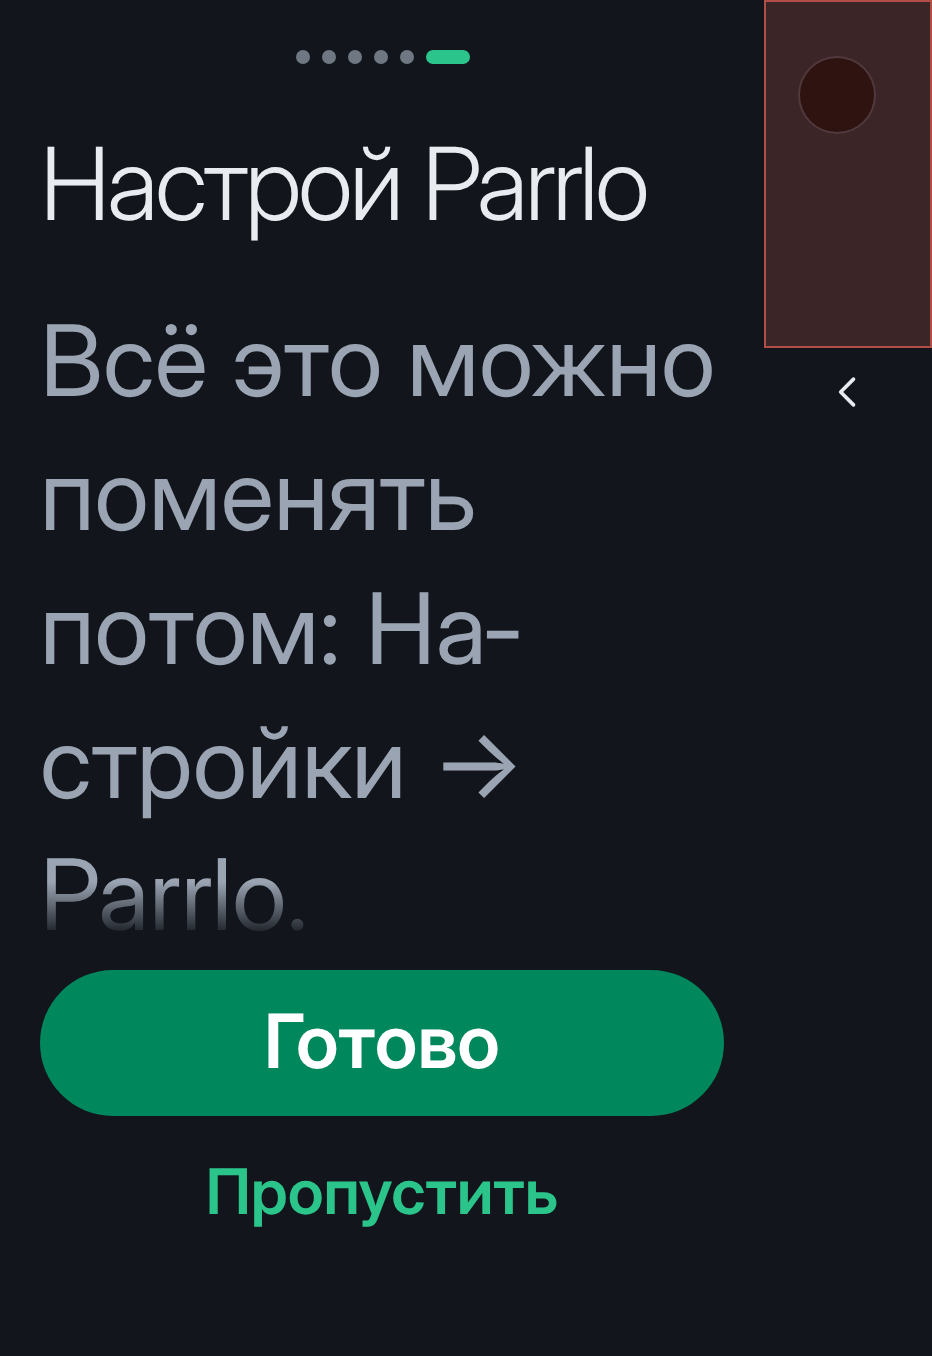 Настрой Parrlo
Всё это можно
поменять
потом: На-
стройки →
Parrlo.
Готово
Пропустить